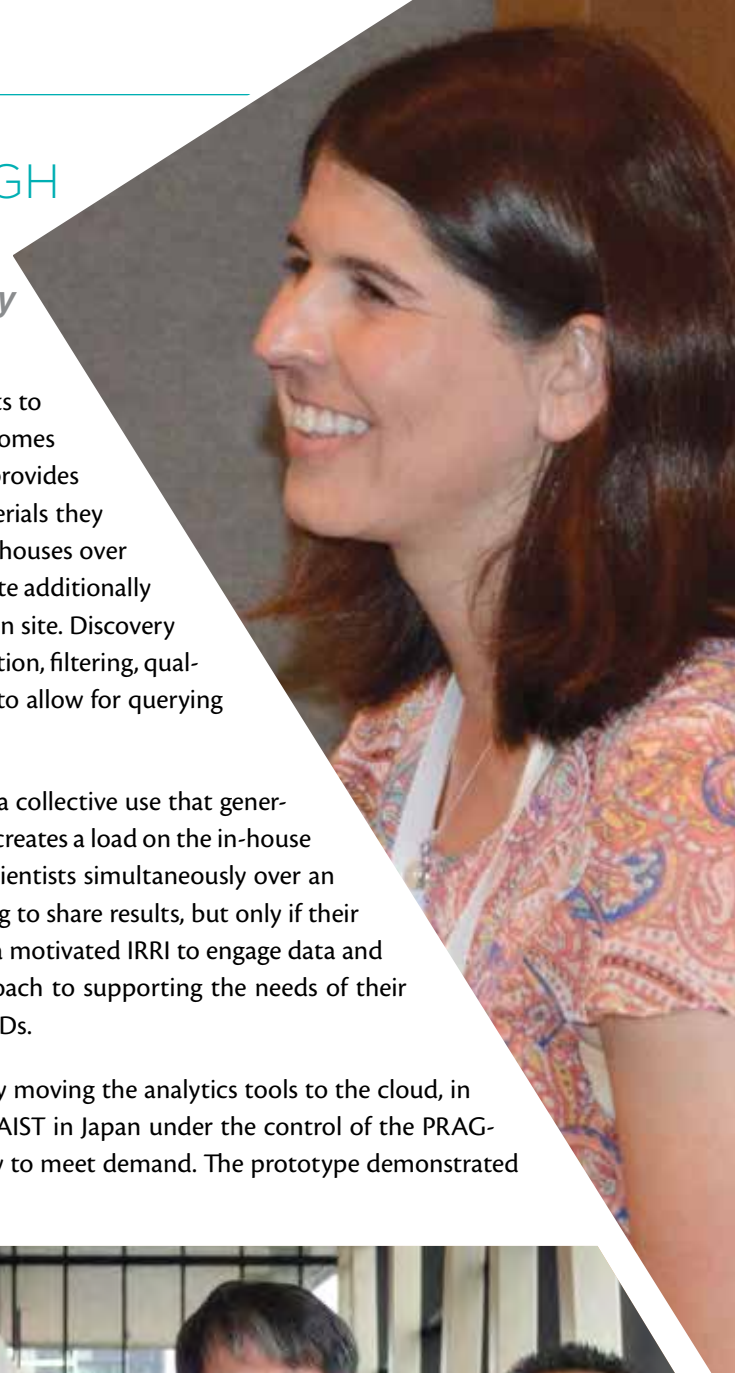 GH
y
ts to
omes
provides
erials they
houses over
te additionally
n site. Discovery
tion, filtering, qual-
to allow for querying
a collective use that gener-
creates a load on the in-house
ientists simultaneously over an
g to share results, but only if their
a motivated IRRI to engage data and
oach to supporting the needs of their
Ds.
y moving the analytics tools to the cloud, in
AIST in Japan under the control of the PRAG-
y to meet demand. The prototype demonstrated